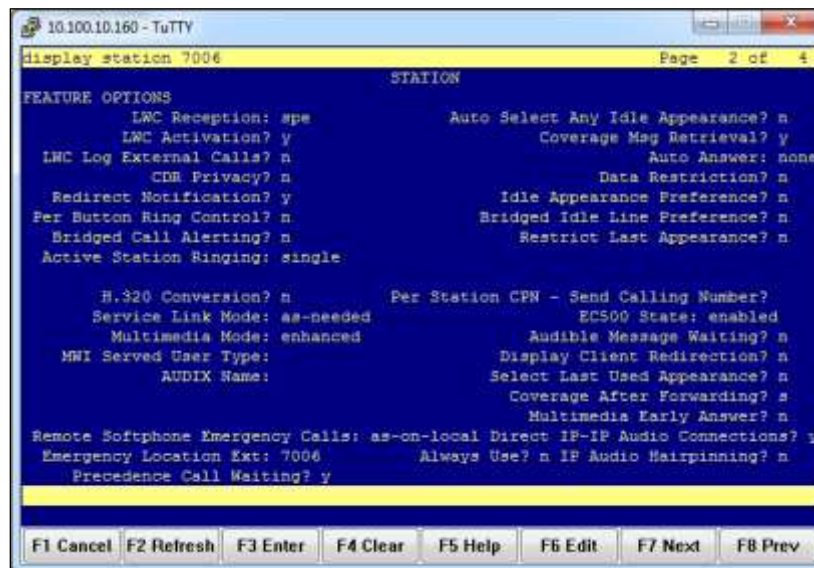 10.100.10.160 - TuTTY
display station 7006 Page 2 of 4
STATION
FEATURE OPTIONS
LWC Reception: spe Auto Select Any Idle Appearance? n
LWC Activation? y Coverage Msg Retrieval? y
LWC Log External Calls? n Auto Answer: none
CDR Privacy? n Data Restriction? n
Redirect Notification? y Idle Appearance Preference? n
Per Button Ring Control? n Bridged Idle Line Preference? n
Bridged Call Alerting? n Restrict Last Appearance? n
Active Station Ringing: single
H.320 Conversion? n Per Station CPN - Send Calling Number?
Service Link Mode: as-needed EC500 State: enabled
Multimedia Mode: enhanced Audible Message Waiting? n
MWI Served User Type: Display Client Redirection? n
AUDIX Name: Select Last Used Appearance? n
Coverage After Forwarding? s
Multimedia Early Answer? n
Remote Softphone Emergency Calls: as-on-local Direct IP-IP Audio Connections? y
Emergency Location Ext: 7006 Always Use? n IP Audio Hairpinning? n
Precedence Call Waiting? y
F1 Cancel F2 Refresh F3 Enter F4 Clear F5 Help F6 Edit F7 Next F8 Prev